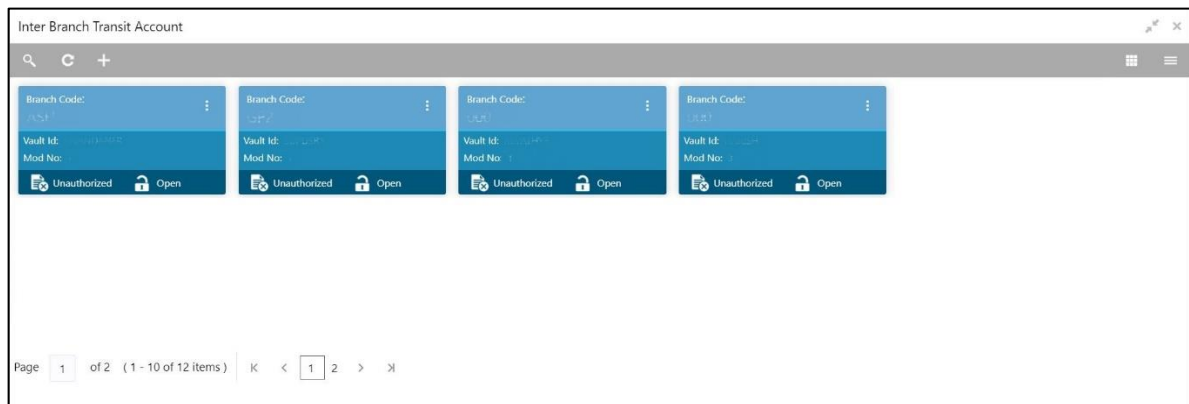 Inter Branch Transit Account
Branch Code:
Vault Id:
Mod No:
Unauthorized Open
Branch Code:
Vault Id:
Mod No:
Unauthorized Open
Branch Code:
Vault Id:
Mod No:
Unauthorized Open
Branch Code:
Vault Id:
Mod No:
Unauthorized Open
Page 1 of 2 ( 1 - 10 of 12 items ) 1 2